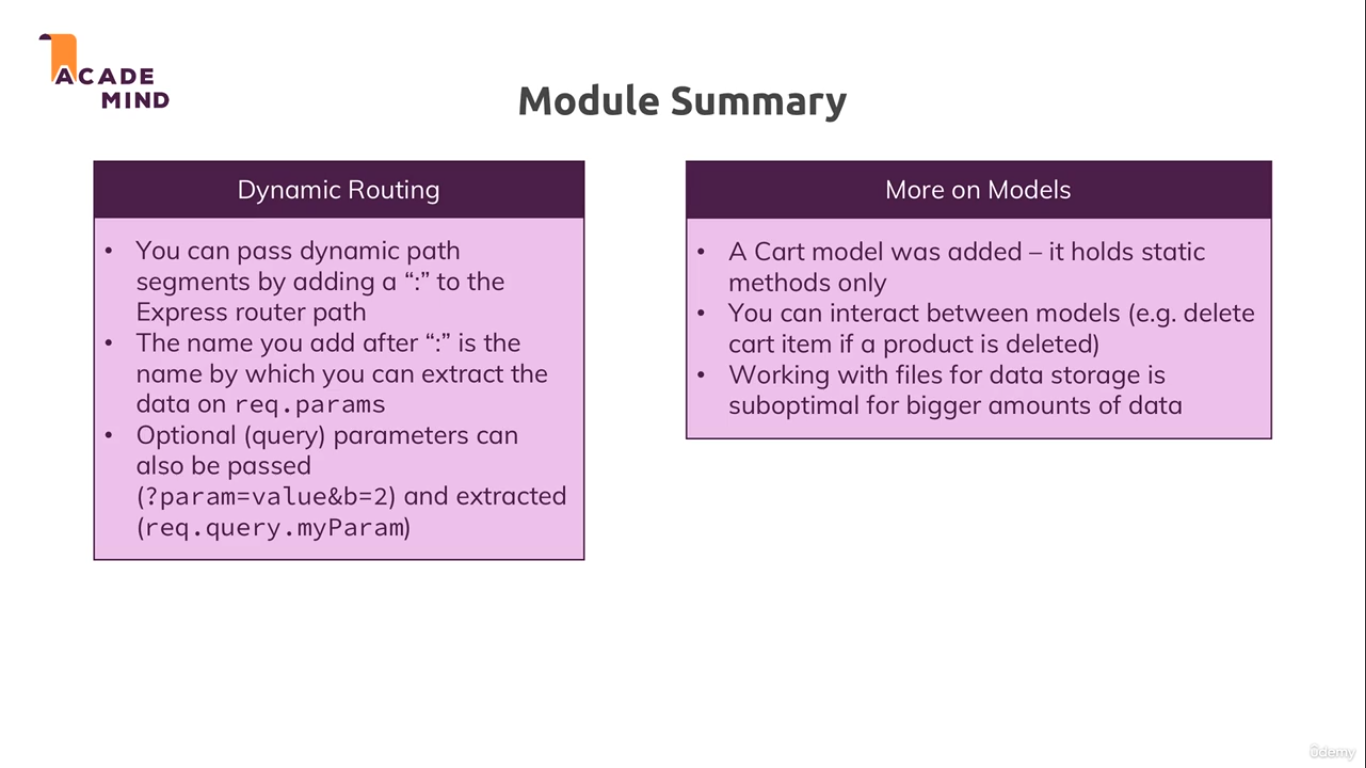 ACADE
MIND
Module Summary
Dynamic Routing
• You can pass dynamic path
segments by adding a “:” to the
Express router path
• The name you add after “:” is the
name by which you can extract the
data on req.params
• Optional (query) parameters can
also be passed
(?param=value&b=2) and extracted
(req.query.myParam)
More on Models
• A Cart model was added – it holds static
methods only
• You can interact between models (e.g. delete
cart item if a product is deleted)
• Working with files for data storage is
suboptimal for bigger amounts of data
ûdemy